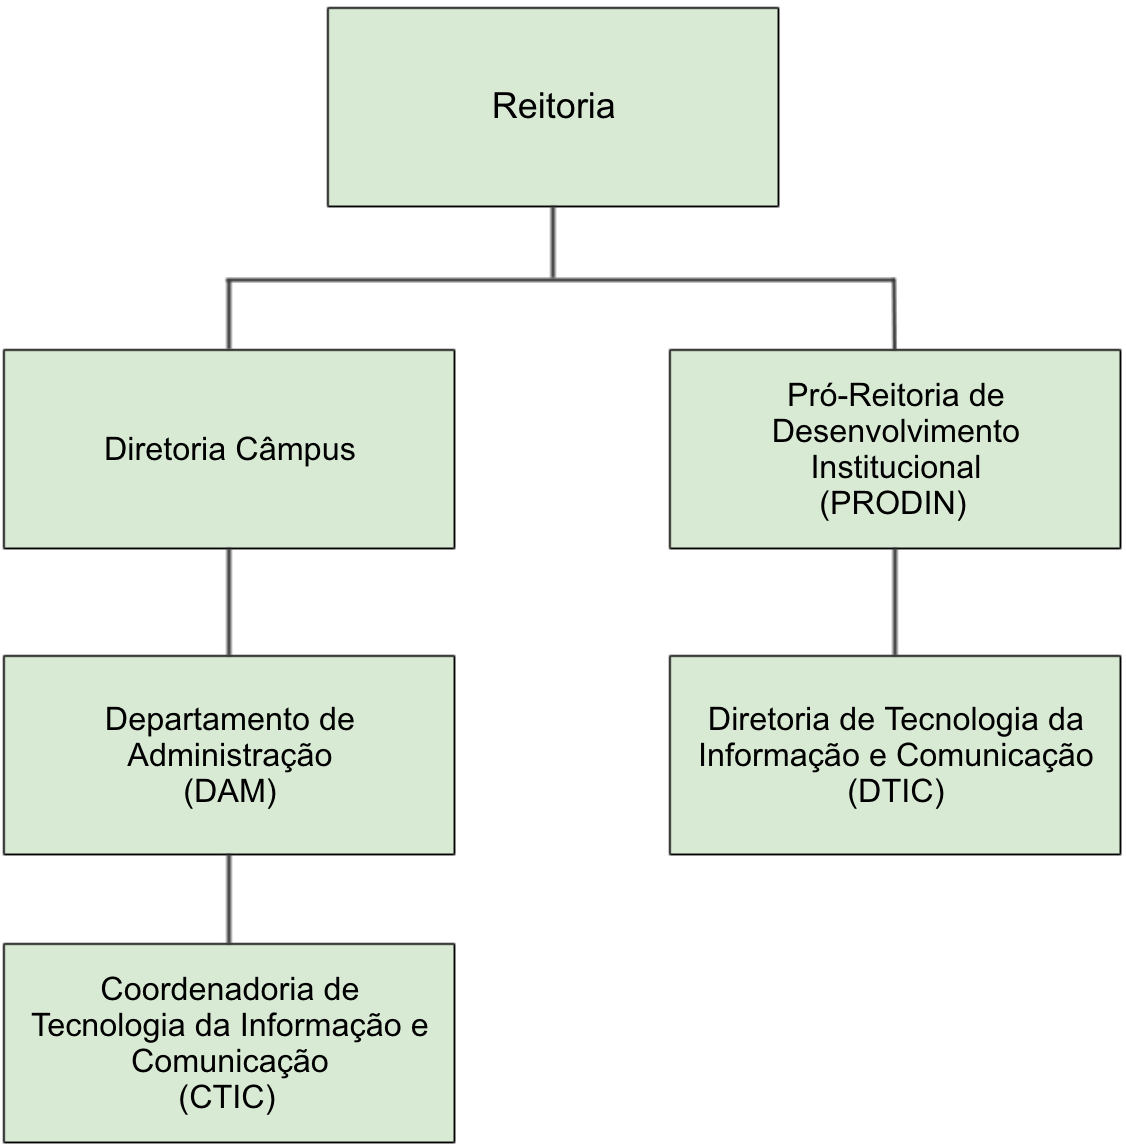 Reitoria
Diretoria Câmpus
Pró-Reitoria de
Desenvolvimento
Institucional
(PRODIN)
Departamento de
Administração
(DAM)
Diretoria de Tecnologia da
Informação e Comunicação
(DTIC)
Coordenadoria de
Tecnologia da Informação e
Comunicação
(CTIC)